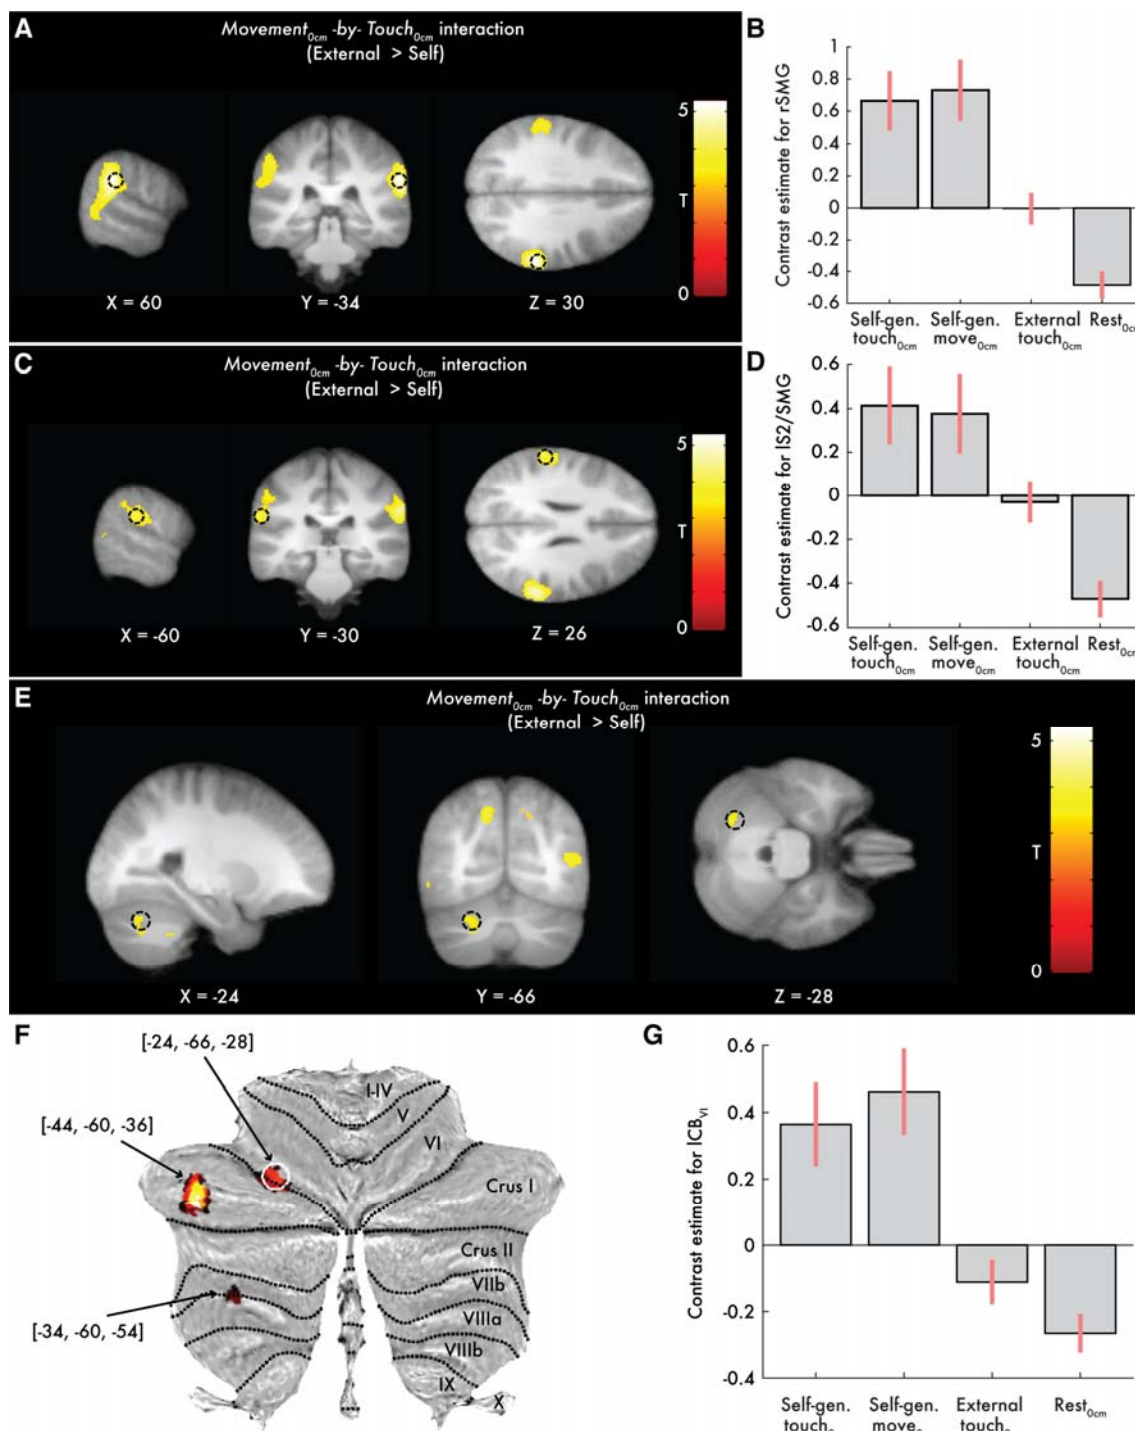 A
Movement0cm -by- Touch0cm interaction
(External > Self)
X = 60
Y = -34
Z = 30
5
T
0
B
Contrast estimate for rSMG
1
0.8
0.6
0.4
0.2
0
-0.2
-0.4
-0.6
Self-gen. Self-gen. External Rest0cm
touch0cm move0cm touch0cm
C
Movement0cm -by- Touch0cm interaction
(External > Self)
X = -60
Y = -30
Z = 26
5
T
0
D
Contrast estimate for lS2/SMG
0.6
0.4
0.2
0
-0.2
-0.4
-0.6
Self-gen. Self-gen. External Rest0cm
touch0cm move0cm touch0cm
E
Movement0cm -by- Touch0cm interaction
(External > Self)
X = -24
Y = -66
Z = -28
5
T
0
F
[-24, -66, -28]
[-44, -60, -36]
[-34, -60, -54]
I-IV
V
VI
Crus I
Crus II
VIIb
VIIIa
VIIIb
IX
X
G
Contrast estimate for lCBVI
0.6
0.4
0.2
0
-0.2
-0.4
Self-gen. Self-gen. External Rest0cm
touch move touch